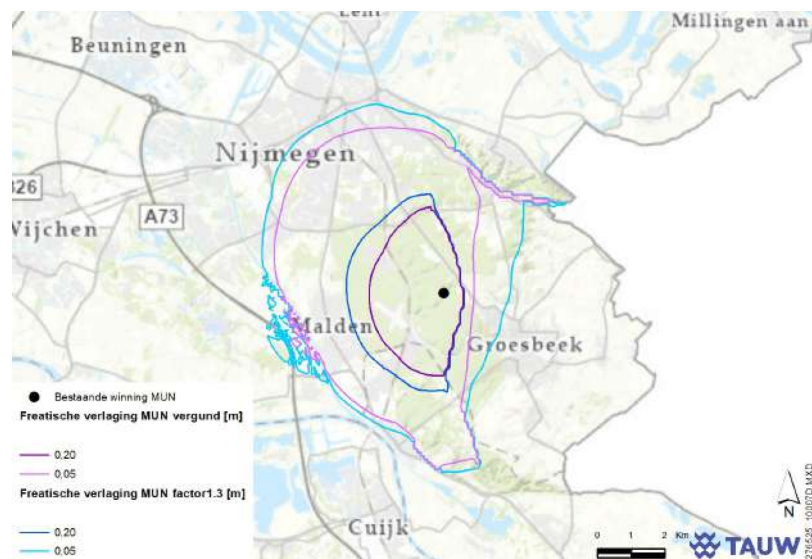 Lent
Millingen aan
Beuningen
Nijmegen
326
A73
Wijchen
Malden
Groesbeek
Bestaande winning MUN
Freatische verlaging MUN vergund [m]
0,20
0,05
Freatische verlaging MUN factor1.3 [m]
0,20
0,05
Cuijk
N
0 1 2 Km
TAUW